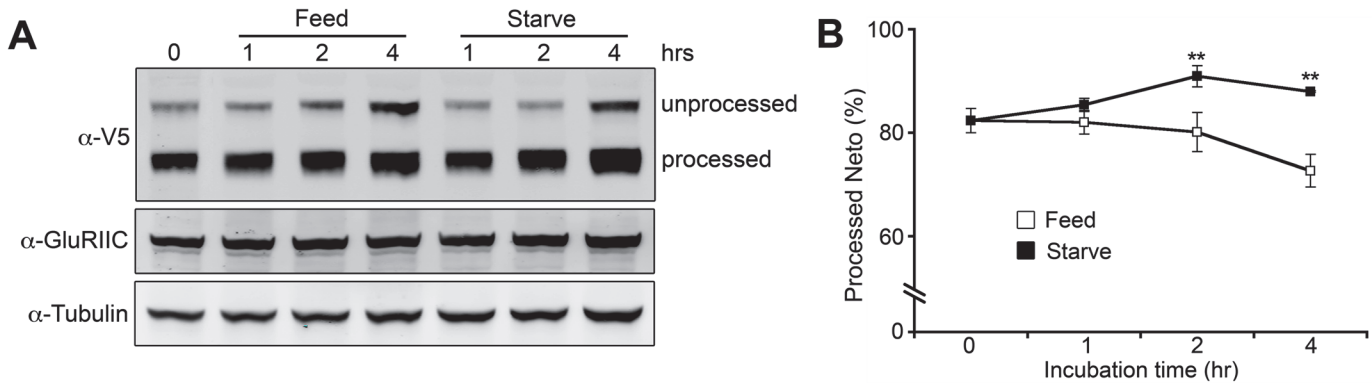 A
Feed
Starve
0
1
2
4
1
2
4
hrs
α-V5
unprocessed
processed
α-GluRIIC
α-Tubulin
B
Processed Neto (%)
100
80
60
0
**
**
Feed
Starve
0
1
2
4
Incubation time (hr)